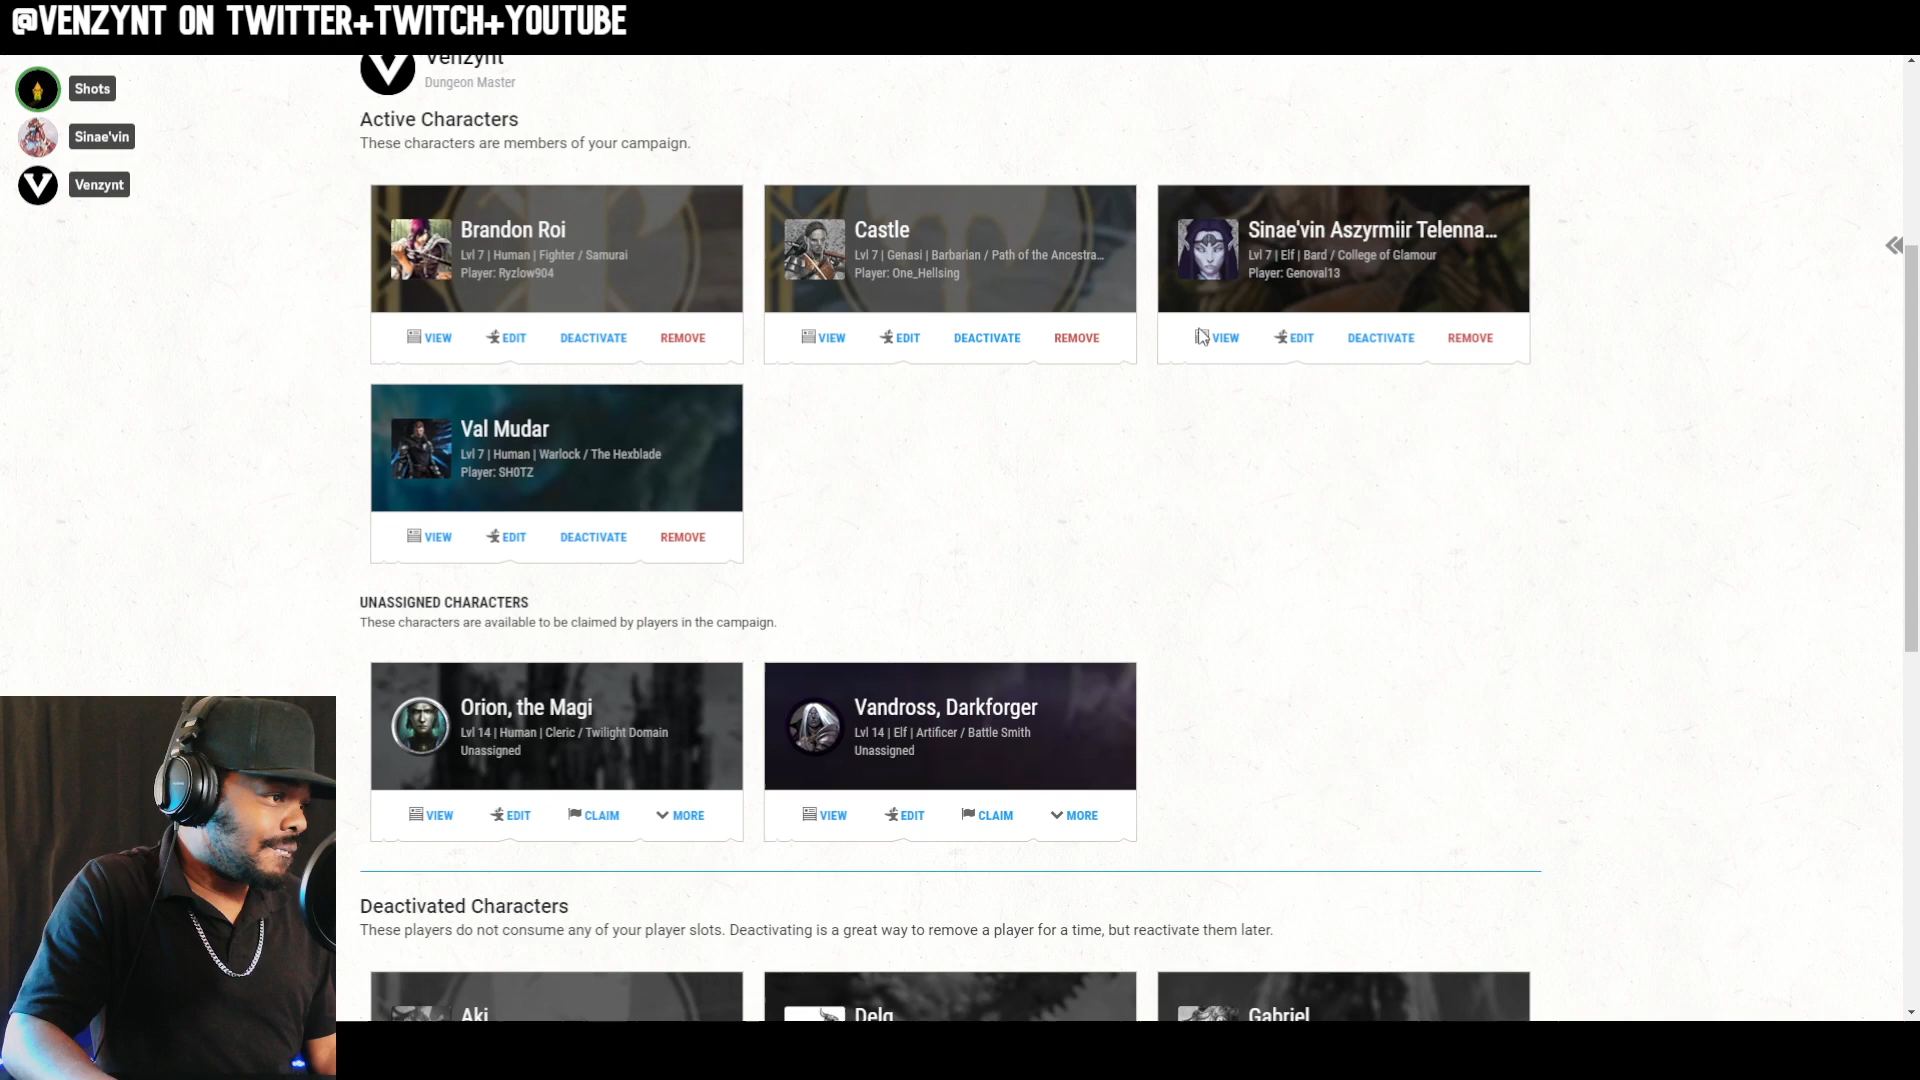 @VENZYNT ON TWITTER+TWITCH+YOUTUBE
Shots
Sinae'vin
Venzynt
Venzynt
Dungeon Master
Active Characters
These characters are members of your campaign.
Brandon Roi
Lvl 7 | Human | Fighter / Samurai
Player: Ryzlow904
VIEW EDIT DEACTIVATE REMOVE
Castle
Lvl 7 | Genasi | Barbarian / Path of the Ancestra...
Player: One_Hellsing
VIEW EDIT DEACTIVATE REMOVE
Sinae'vin Aszyrmiir Telenna...
Lvl 7 | Elf | Bard / College of Glamour
Player: Genoval13
VIEW EDIT DEACTIVATE REMOVE
Val Mudar
Lvl 7 | Human | Warlock / The Hexblade
Player: SH0TZ
VIEW EDIT DEACTIVATE REMOVE
UNASSIGNED CHARACTERS
These characters are available to be claimed by players in the campaign.
Orion, the Magi
Lvl 14 | Human | Cleric / Twilight Domain
Unassigned
VIEW EDIT CLAIM MORE
Vandross, Darkforger
Lvl 14 | Elf | Artificer / Battle Smith
Unassigned
VIEW EDIT CLAIM MORE
Deactivated Characters
These players do not consume any of your player slots. Deactivating is a great way to remove a player for a time, but reactivate them later.
Aki
Delg
Gabriel